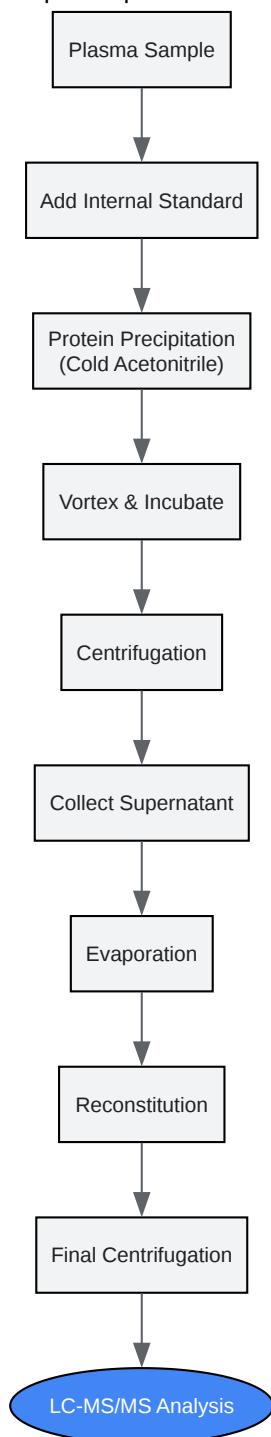 Plasma Sample
Add Internal Standard
Protein Precipitation
(Cold Acetonitrile)
Vortex & Incubate
Centrifugation
Collect Supernatant
Evaporation
Reconstitution
Final Centrifugation
LC-MS/MS Analysis